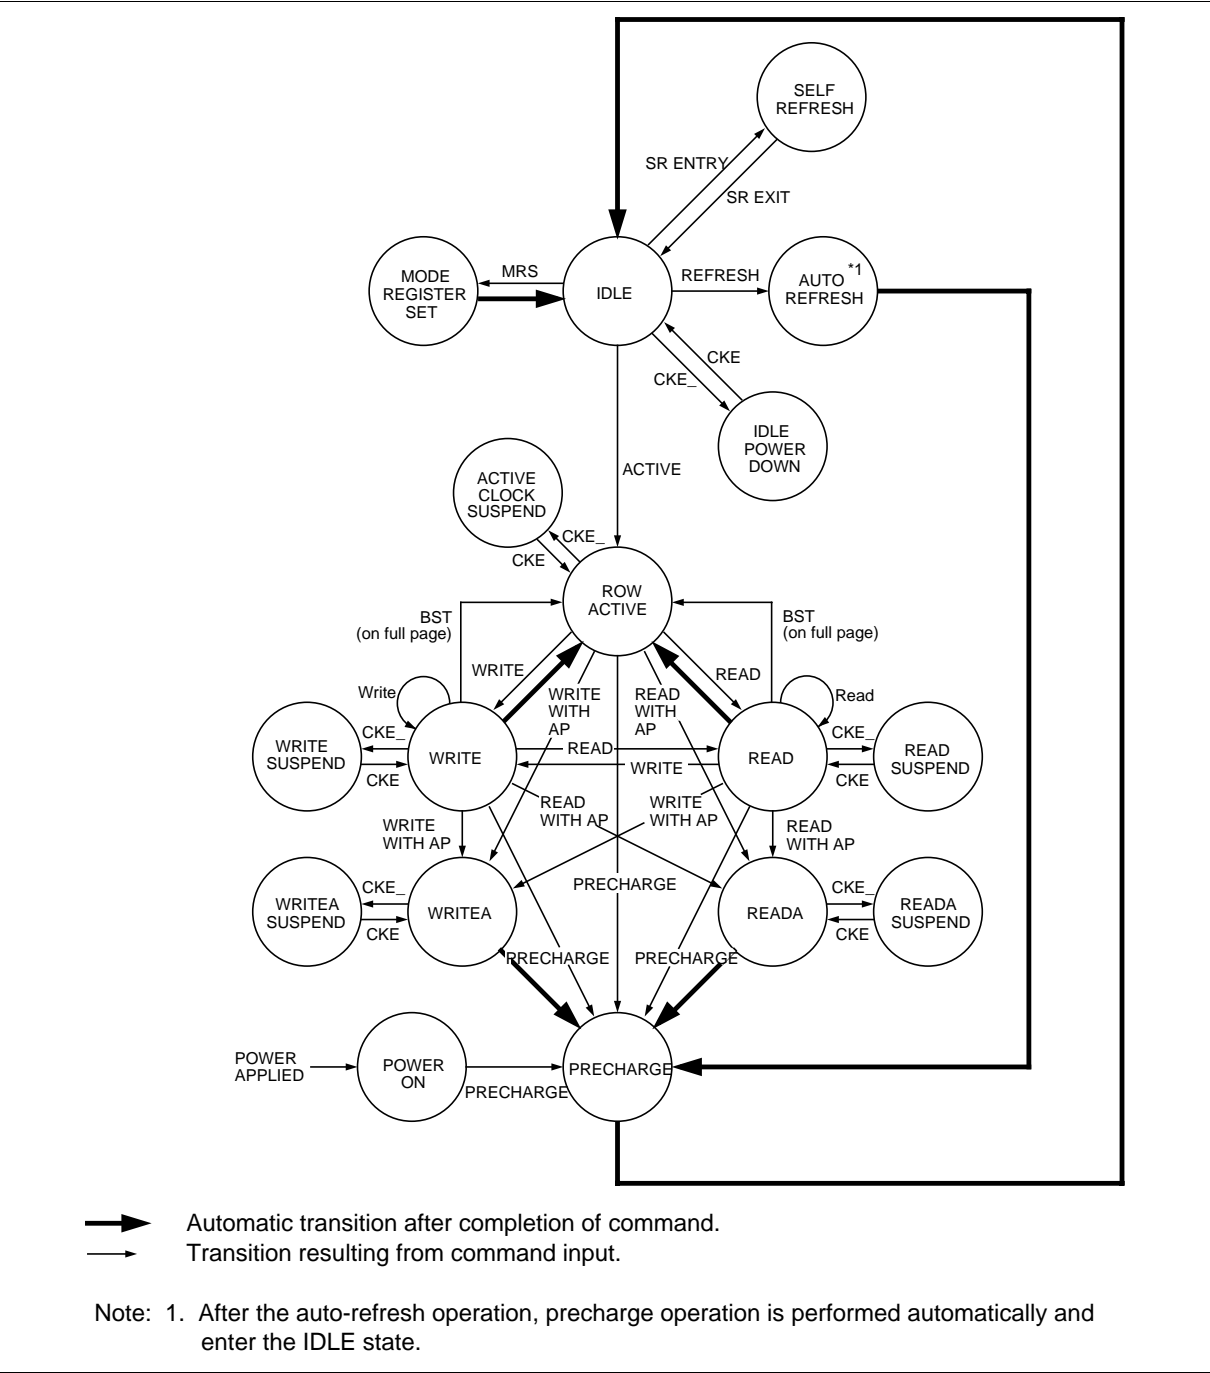 SELF
REFRESH
SR ENTRY
SR EXIT
MODE
REGISTER
SET
MRS
IDLE
REFRESH
AUTO *1
REFRESH
CKE
CKE_
IDLE
POWER
DOWN
ACTIVE
ACTIVE
CLOCK
SUSPEND
CKE_
CKE
ROW
ACTIVE
BST
(on full page)
BST
(on full page)
WRITE
READ
Write
WRITE
WITH
AP
READ
WITH
AP
Read
WRITE
SUSPEND
CKE_
CKE
WRITE
READ
WRITE
READ
CKE_
CKE
READ
SUSPEND
WRITE
WITH AP
READ
WITH AP
WRITE
WITH AP
READ
WITH AP
WRITEA
SUSPEND
CKE_
CKE
WRITEA
PRECHARGE
READA
CKE_
CKE
READA
SUSPEND
PRECHARGE
PRECHARGE
POWER
APPLIED
POWER
ON
PRECHARGE
PRECHARGE
Automatic transition after completion of command.
Transition resulting from command input.
Note: 1. After the auto-refresh operation, precharge operation is performed automatically and
enter the IDLE state.